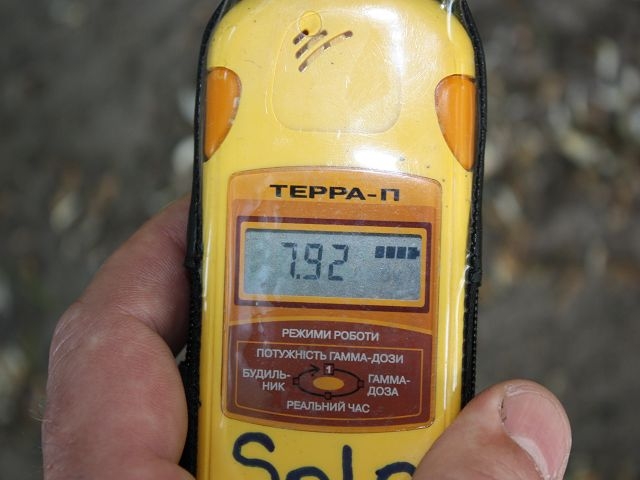 ТЕРРА-П
7.92
РЕЖИМИ РОБОТИ
ПОТУЖНІСТЬ ГАММА-ДОЗИ
1
БУДИЛЬ-
НИК
ГАММА-
ДОЗА
РЕАЛЬНИЙ ЧАС